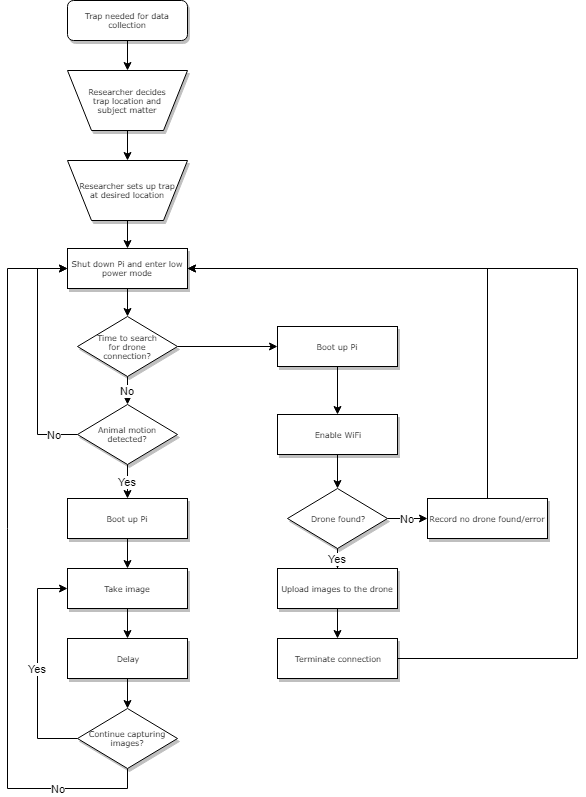 Trap needed for data
collection
Researcher decides
trap location and
subject matter
Researcher sets up trap
at desired location
Shut down Pi and enter low
power mode
Time to search
for drone
connection?
Boot up Pi
No
Enable WiFi
Animal motion
detected?
No
Yes
Boot up Pi
Drone found?
No
Record no drone found/error
Yes
Take image
Upload images to the drone
Delay
Terminate connection
Yes
Continue capturing
images?
No